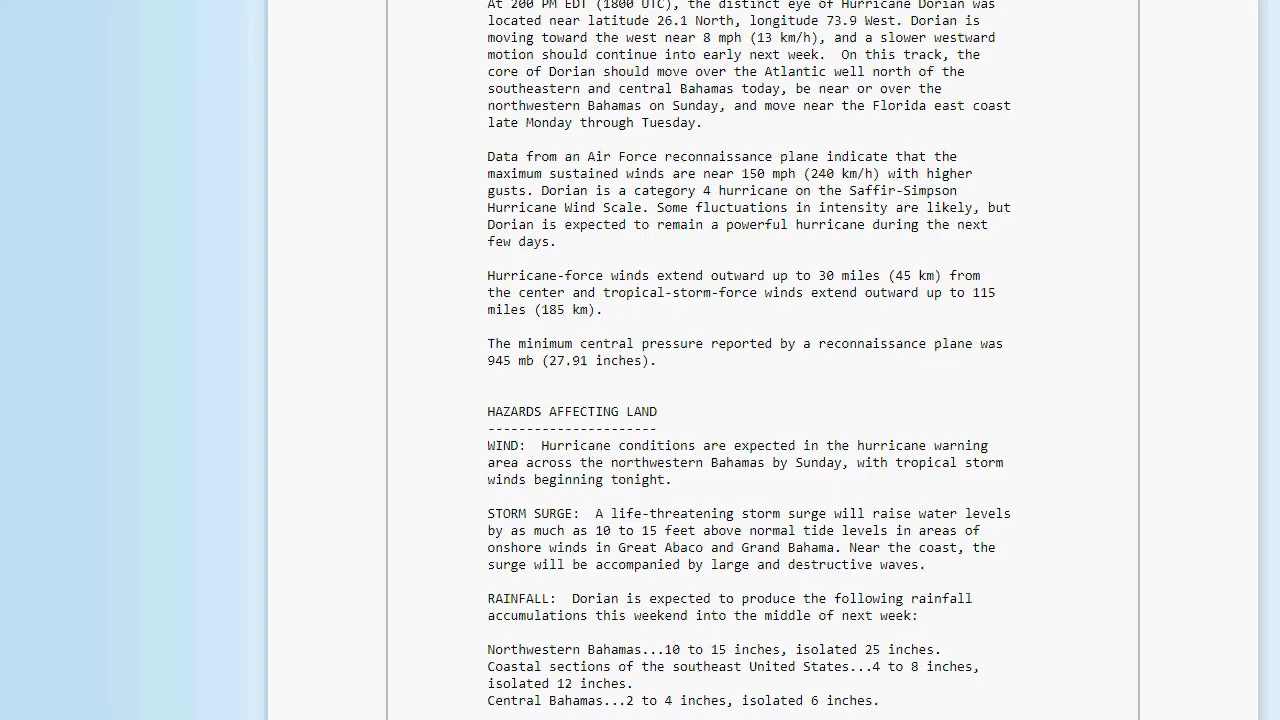 At 200 PM EDT (1800 UTC), the distinct eye of Hurricane Dorian was
located near latitude 26.1 North, longitude 73.9 West. Dorian is
moving toward the west near 8 mph (13 km/h), and a slower westward
motion should continue into early next week.  On this track, the
core of Dorian should move over the Atlantic well north of the
southeastern and central Bahamas today, be near or over the
northwestern Bahamas on Sunday, and move near the Florida east coast
late Monday through Tuesday.

Data from an Air Force reconnaissance plane indicate that the
maximum sustained winds are near 150 mph (240 km/h) with higher
gusts. Dorian is a category 4 hurricane on the Saffir-Simpson
Hurricane Wind Scale. Some fluctuations in intensity are likely, but
Dorian is expected to remain a powerful hurricane during the next
few days.

Hurricane-force winds extend outward up to 30 miles (45 km) from
the center and tropical-storm-force winds extend outward up to 115
miles (185 km).

The minimum central pressure reported by a reconnaissance plane was
945 mb (27.91 inches).

HAZARDS AFFECTING LAND
----------------------
WIND:  Hurricane conditions are expected in the hurricane warning
area across the northwestern Bahamas by Sunday, with tropical storm
winds beginning tonight.

STORM SURGE:  A life-threatening storm surge will raise water levels
by as much as 10 to 15 feet above normal tide levels in areas of
onshore winds in Great Abaco and Grand Bahama. Near the coast, the
surge will be accompanied by large and destructive waves.

RAINFALL:  Dorian is expected to produce the following rainfall
accumulations this weekend into the middle of next week:

Northwestern Bahamas...10 to 15 inches, isolated 25 inches.
Coastal sections of the southeast United States...4 to 8 inches,
isolated 12 inches.
Central Bahamas...2 to 4 inches, isolated 6 inches.